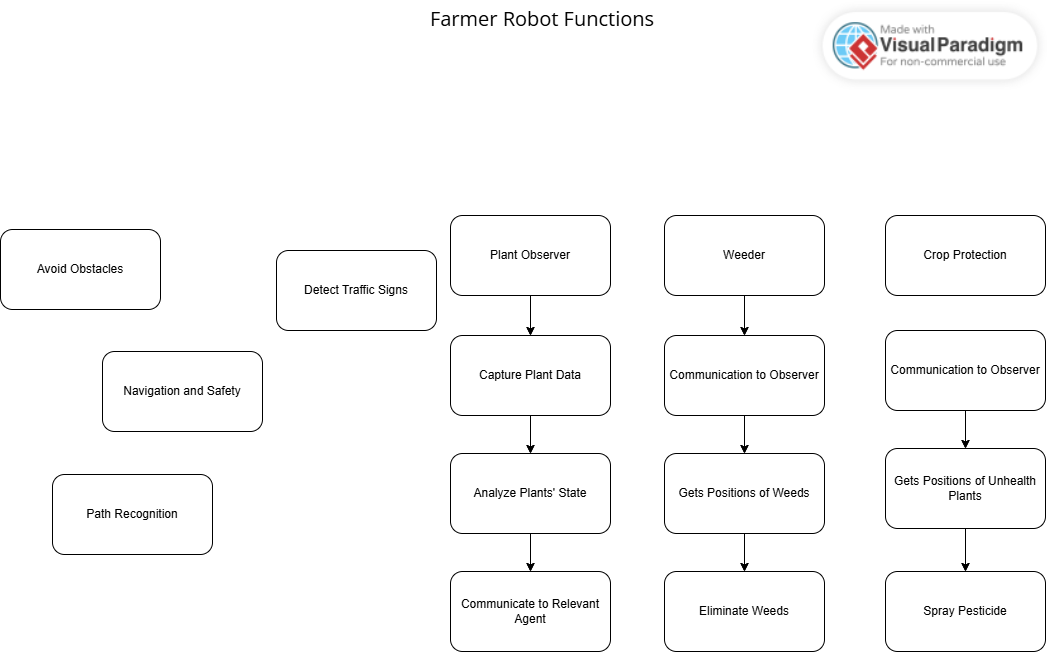 Farmer Robot Functions
Made with
Visual Paradigm
For non-commercial use
Avoid Obstacles
Detect Traffic Signs
Navigation and Safety
Path Recognition
Plant Observer
Capture Plant Data
Analyze Plants' State
Communicate to Relevant
Agent
Weeder
Communication to Observer
Gets Positions of Weeds
Eliminate Weeds
Crop Protection
Communication to Observer
Gets Positions of Unhealth
Plants
Spray Pesticide